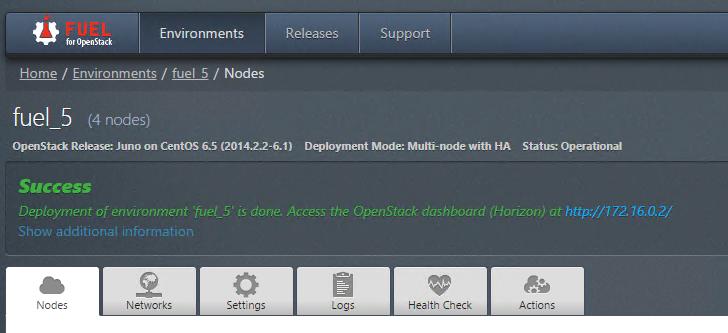 FUEL
for OpenStack
Environments
Releases
Support
Home / Environments / fuel_5 / Nodes
fuel_5 (4 nodes)
OpenStack Release: Juno on CentOS 6.5 (2014.2.2-6.1) Deployment Mode: Multi-node with HA Status: Operational
Success
Deployment of environment 'fuel_5' is done. Access the OpenStack dashboard (Horizon) at http://172.16.0.2/
Show additional information
Nodes
Networks
Settings
Logs
Health Check
Actions